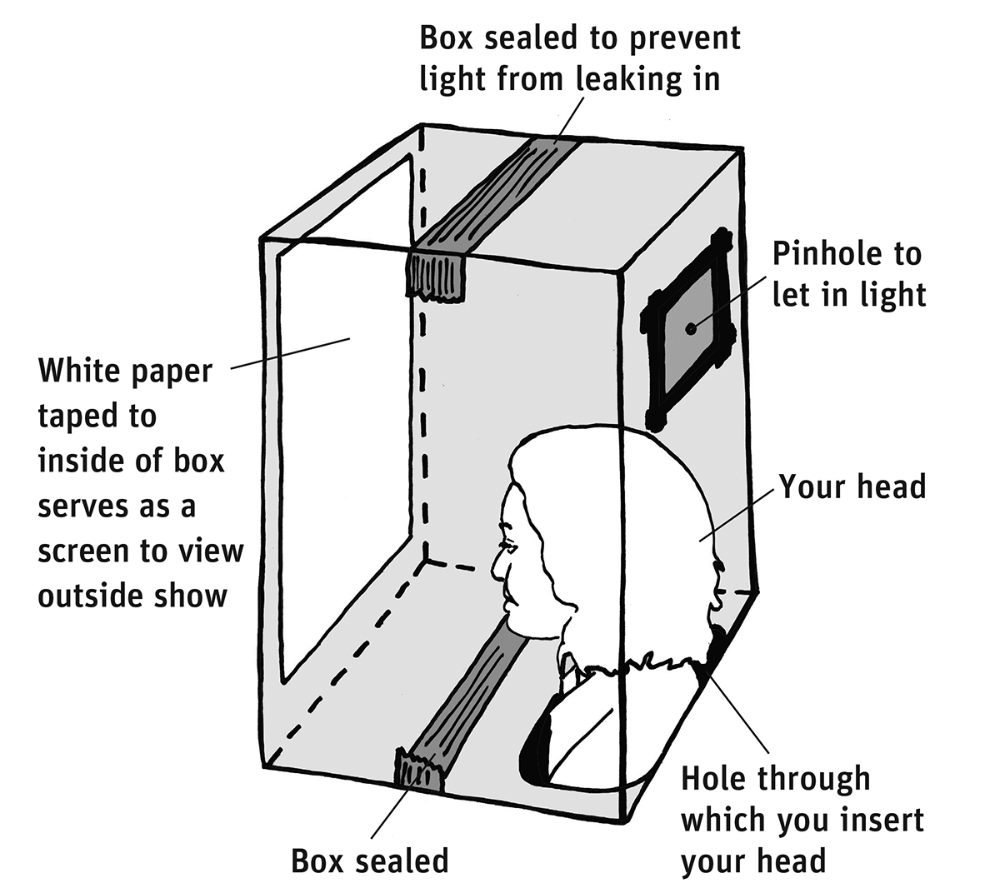 Box sealed to prevent
light from leaking in
Pinhole to
let in light
White paper
taped to
inside of box
serves as a
screen to view
outside show
Your head
Hole through
which you insert
your head
Box sealed